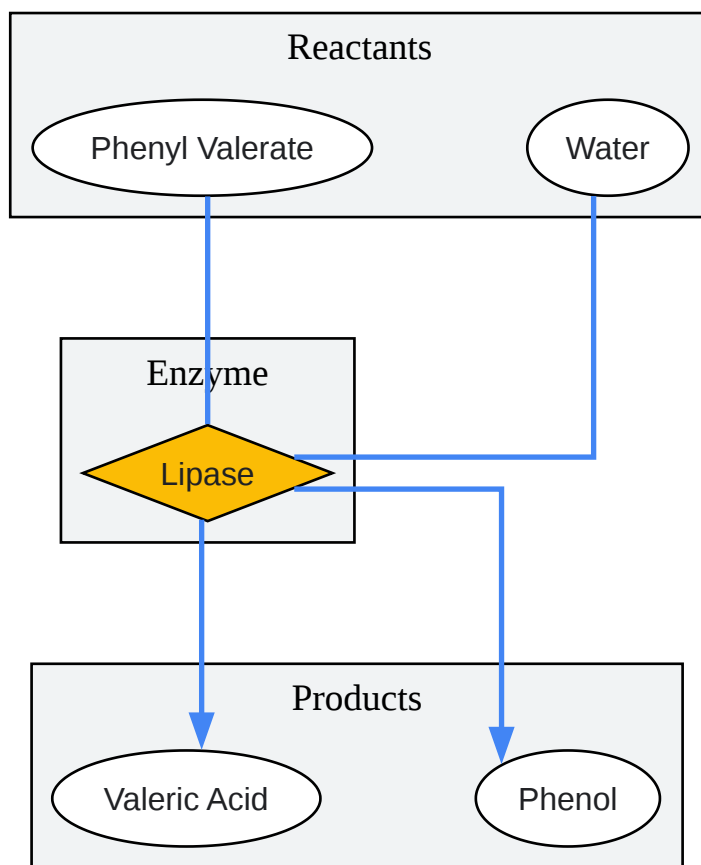 Reactants
Phenyl Valerate
Water
Enzyme
Lipase
Products
Valeric Acid
Phenol